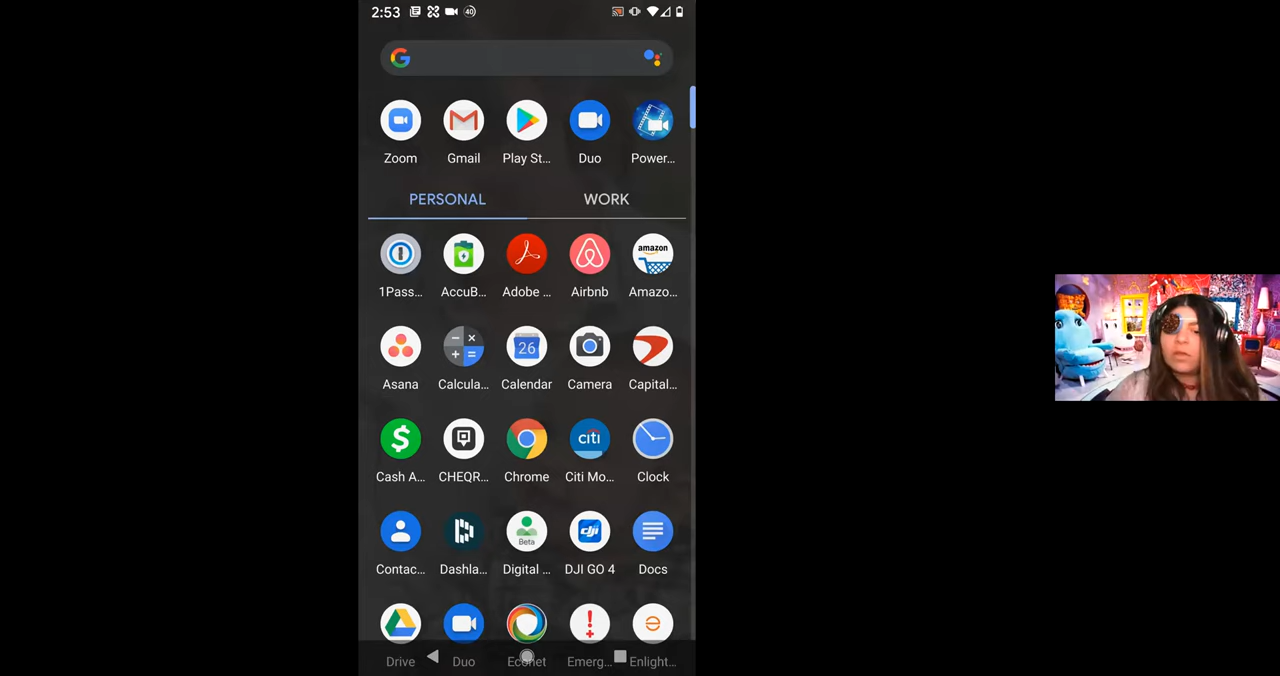 2:53 40
Zoom Gmail Play St... Duo Power...
PERSONAL WORK
amazon
1Pass... AccuB... Adobe ... Airbnb Amazo...
26
Asana Calcula... Calendar Camera Capital...
citi
Cash A... CHEQR... Chrome Citi Mo... Clock
Beta dji
Contac... Dashla... Digital ... DJI GO 4 Docs
Drive Duo Econet Emerg... Enlight...